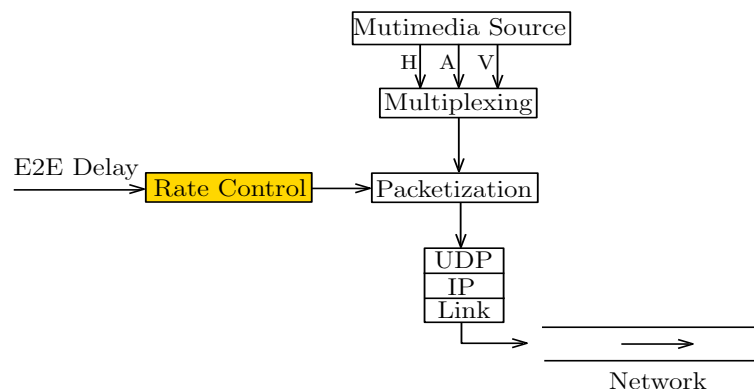 Mutimedia Source
H A V
Multiplexing
E2E Delay
Rate Control
Packetization
UDP
IP
Link
Network